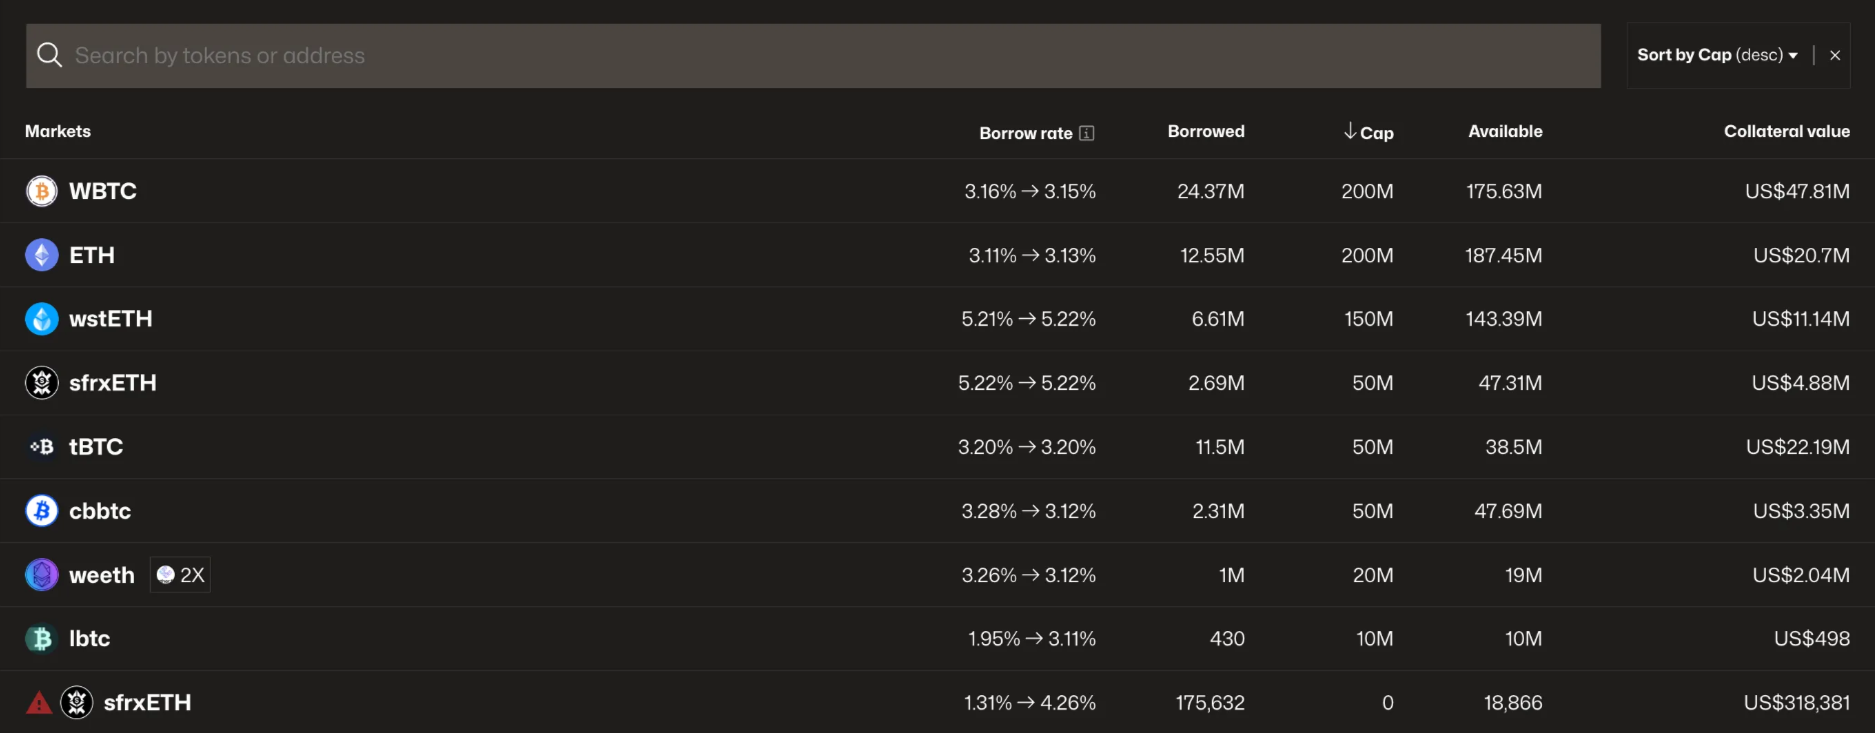 Search by tokens or address
Sort by Cap (desc)
Markets Borrow rate Borrowed Cap Available Collateral value
WBTC 3.16% → 3.15% 24.37M 200M 175.63M US$47.81M
ETH 3.11% → 3.13% 12.55M 200M 187.45M US$20.7M
wstETH 5.21% → 5.22% 6.61M 150M 143.39M US$11.14M
sfrxETH 5.22% → 5.22% 2.69M 50M 47.31M US$4.88M
tBTC 3.20% → 3.20% 11.5M 50M 38.5M US$22.19M
cbbtc 3.28% → 3.12% 2.31M 50M 47.69M US$3.35M
weeth 2X 3.26% → 3.12% 1M 20M 19M US$2.04M
lbtc 1.95% → 3.11% 430 10M 10M US$498
sfrxETH 1.31% → 4.26% 175,632 0 18,866 US$318,381